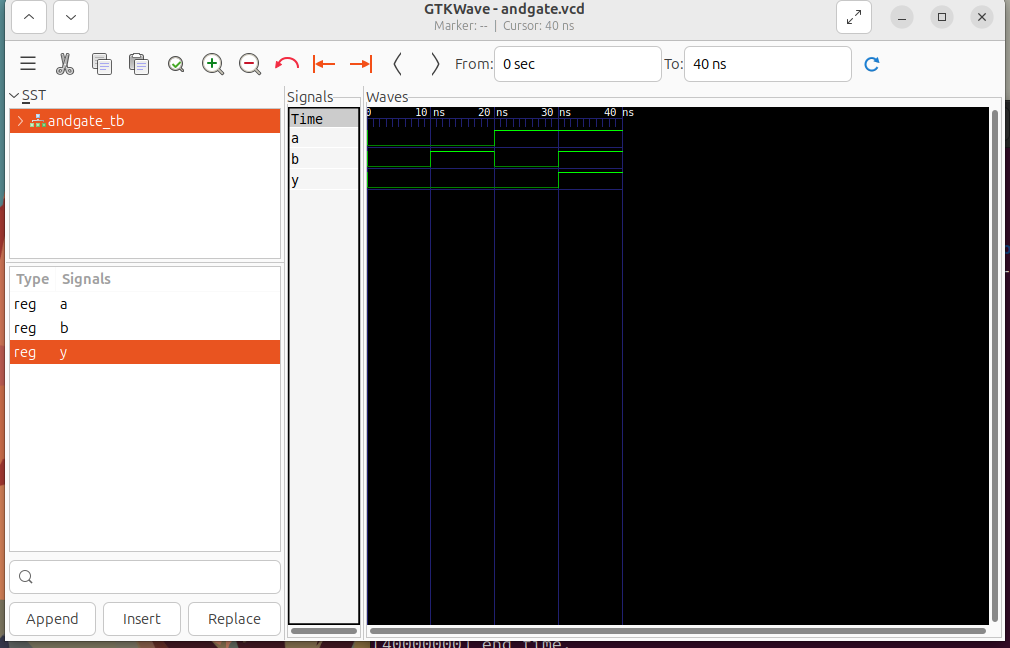 GTKWave - andgate.vcd
Marker: -- | Cursor: 40 ns
From: 0 sec To: 40 ns
SST
andgate_tb
Type Signals
reg a
reg b
reg y
Append Insert Replace
Signals
Time
a
b
y
Waves
0 10 ns 20 ns 30 ns 40 ns
[40000000] end time.